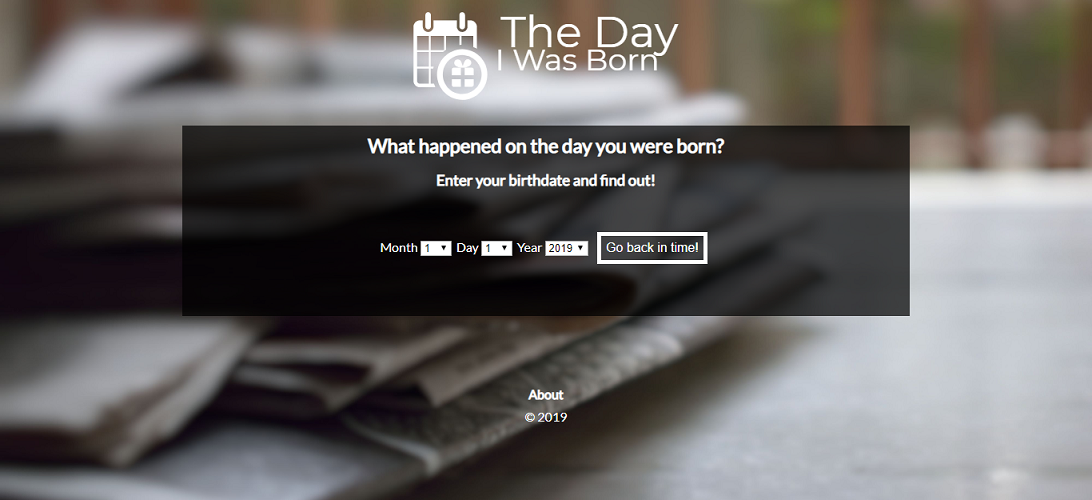 The Day
I Was Born
What happened on the day you were born?
Enter your birthdate and find out!
Month 1 Day 1 Year 2019 Go back in time!
About
© 2019